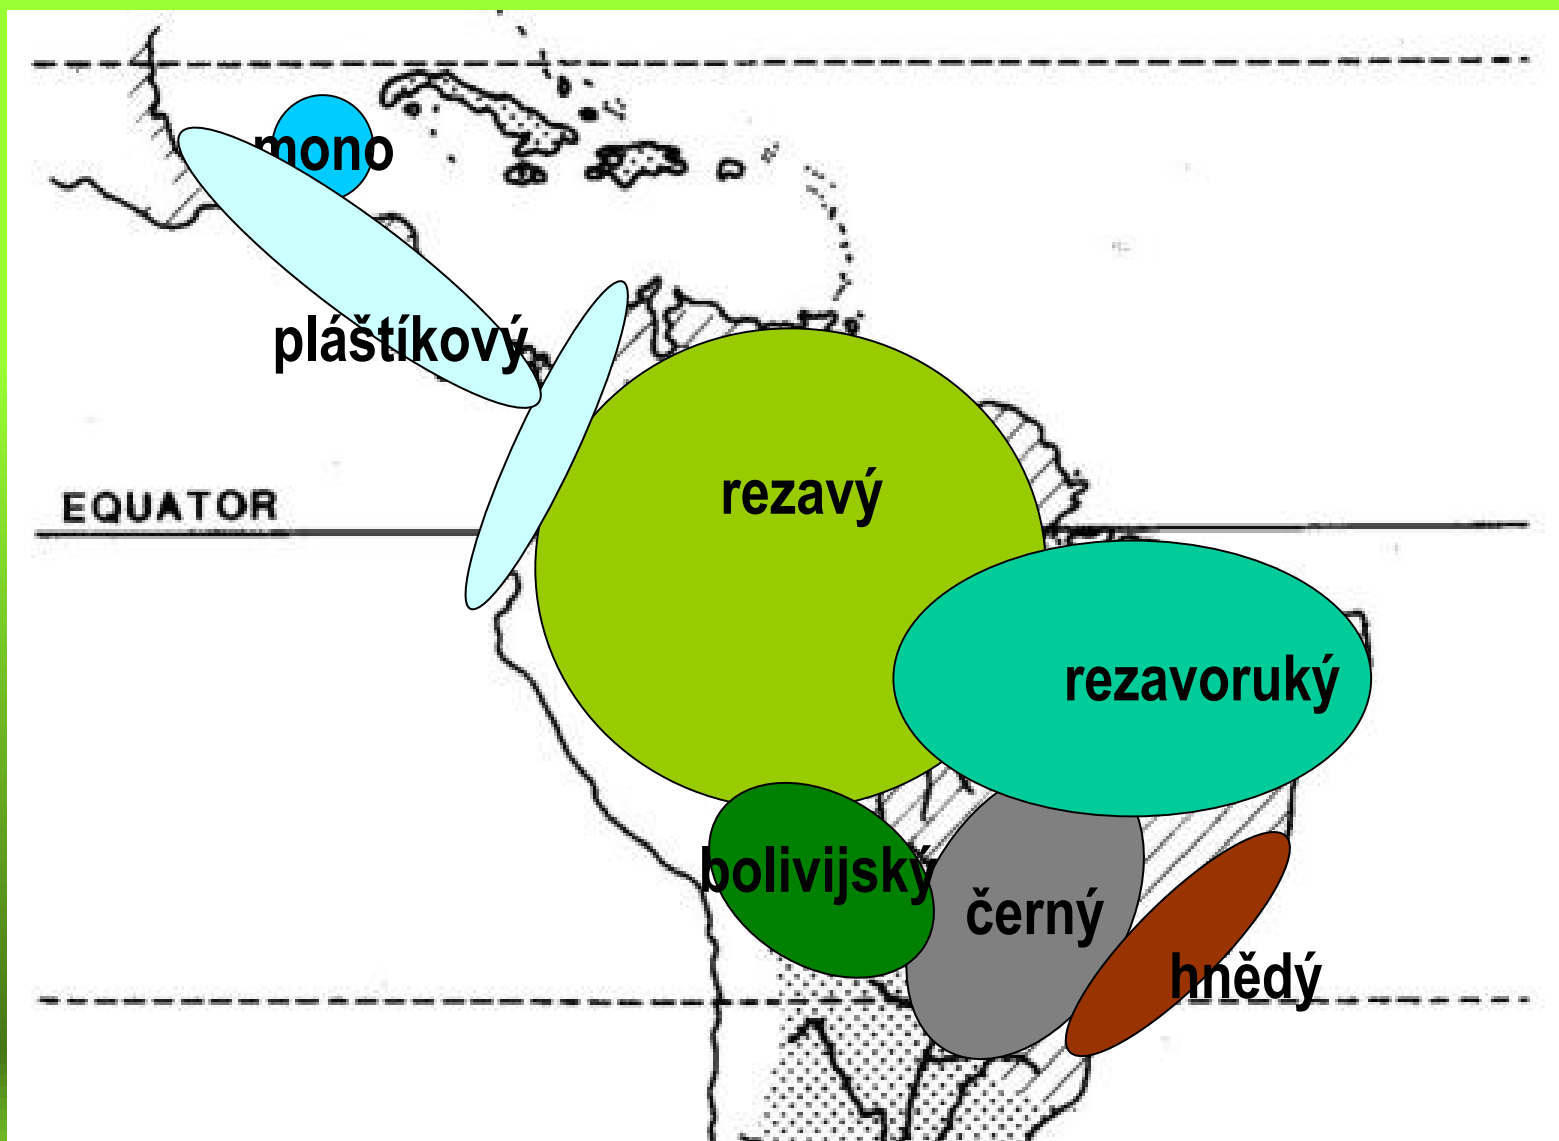 mono
pláštíkový
rezavý
EQUATOR
rezavoruký
bolivijský
černý
hnědý